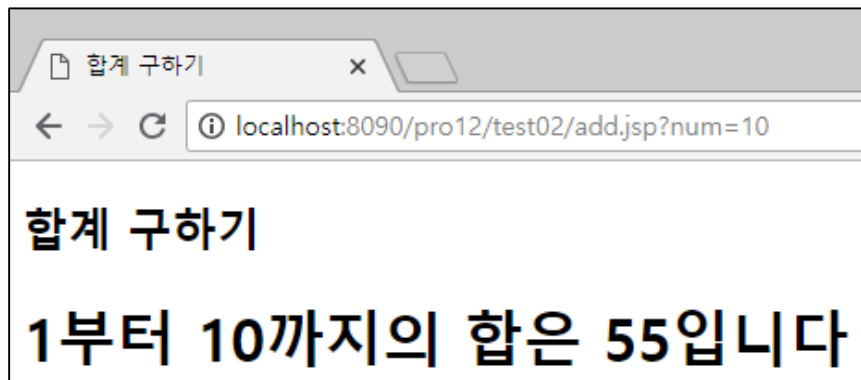 합계 구하기
localhost:8090/pro12/test02/add.jsp?num=10
합계 구하기
1부터 10까지의 합은 55입니다